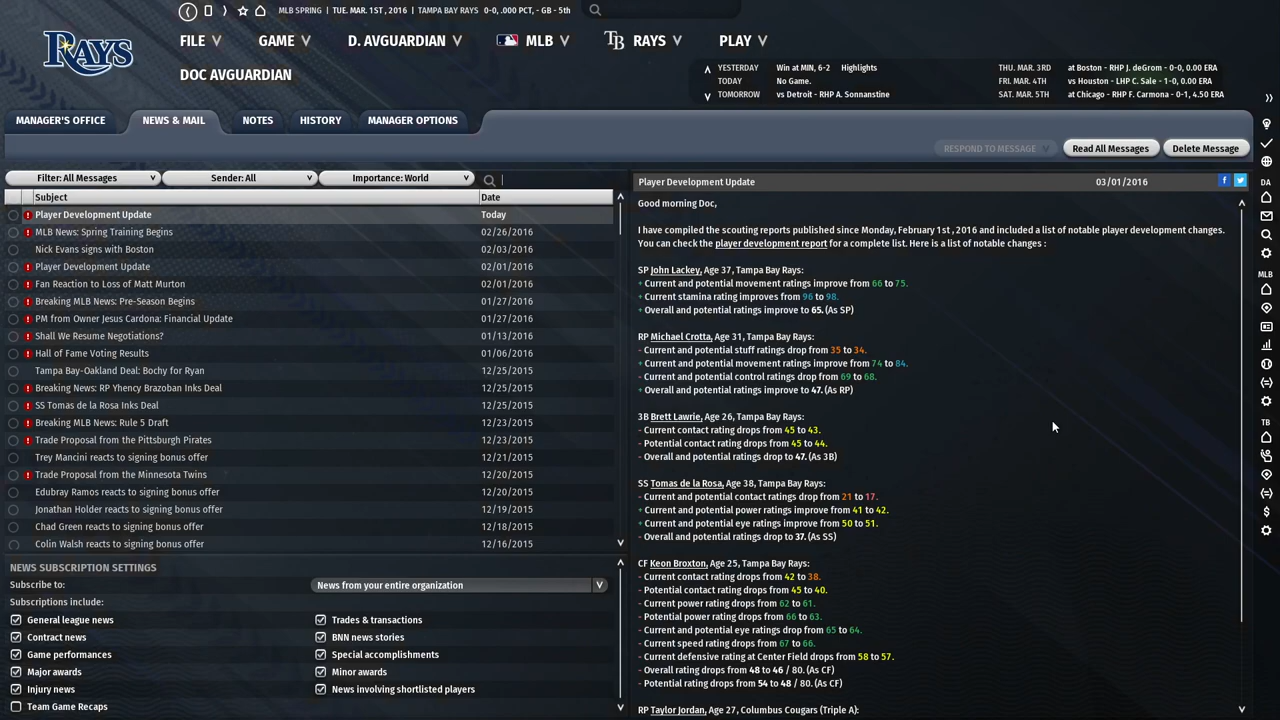 MLB SPRING | TUE. MAR. 1ST , 2016 | TAMPA BAY RAYS 0-0, .000 PCT, - GB - 5th
RAYS
FILE GAME D. AVGUARDIAN MLB TB RAYS PLAY
DOC AVGUARDIAN
YESTERDAY Win at MIN, 6-2 Highlights
TODAY No Game.
TOMORROW vs Detroit - RHP A. Sonnanstine
THU. MAR. 3RD at Boston - RHP J. deGrom - 0-0, 0.00 ERA
FRI. MAR. 4TH vs Houston - LHP C. Sale - 1-0, 0.00 ERA
SAT. MAR. 5TH at Chicago - RHP F. Carmona - 0-1, 4.50 ERA
MANAGER'S OFFICE NEWS & MAIL NOTES HISTORY MANAGER OPTIONS
RESPOND TO MESSAGE Read All Messages Delete Message
Filter: All Messages Sender: All Importance: World
Subject Date
Player Development Update Today
MLB News: Spring Training Begins 02/26/2016
Nick Evans signs with Boston 02/03/2016
Player Development Update 02/01/2016
Fan Reaction to Loss of Matt Murton 02/01/2016
Breaking MLB News: Pre-Season Begins 01/27/2016
PM from Owner Jesus Cardona: Financial Update 01/27/2016
Shall We Resume Negotiations? 01/13/2016
Hall of Fame Voting Results 01/06/2016
Tampa Bay-Oakland Deal: Bochy for Ryan 12/25/2015
Breaking News: RP Yhency Brazoban Inks Deal 12/25/2015
SS Tomas de la Rosa Inks Deal 12/25/2015
Breaking MLB News: Rule 5 Draft 12/23/2015
Trade Proposal from the Pittsburgh Pirates 12/23/2015
Trey Mancini reacts to signing bonus offer 12/21/2015
Trade Proposal from the Minnesota Twins 12/20/2015
Edubray Ramos reacts to signing bonus offer 12/20/2015
Jonathan Holder reacts to signing bonus offer 12/19/2015
Chad Green reacts to signing bonus offer 12/18/2015
Colin Walsh reacts to signing bonus offer 12/16/2015
NEWS SUBSCRIPTION SETTINGS
Subscribe to: News from your entire organization
Subscriptions include:
General league news Trades & transactions
Contract news BNN news stories
Game performances Special accomplishments
Major awards Minor awards
Injury news News involving shortlisted players
Team Game Recaps
Player Development Update 03/01/2016
Good morning Doc,
I have compiled the scouting reports published since Monday, February 1st , 2016 and included a list of notable player development changes.
You can check the player development report for a complete list. Here is a list of notable changes :
SP John Lackey, Age 37, Tampa Bay Rays:
+ Current and potential movement ratings improve from 66 to 75.
+ Current stamina rating improves from 96 to 98.
+ Overall and potential ratings improve to 65. (As SP)
RP Michael Crotta, Age 31, Tampa Bay Rays:
- Current and potential stuff ratings drop from 35 to 34.
+ Current and potential movement ratings improve from 74 to 84.
- Current and potential control ratings drop from 69 to 68.
+ Overall and potential ratings improve to 47. (As RP)
3B Brett Lawrie, Age 26, Tampa Bay Rays:
- Current contact rating drops from 45 to 43.
- Potential contact rating drops from 45 to 44.
- Overall and potential ratings drop to 47. (As 3B)
SS Tomas de la Rosa, Age 38, Tampa Bay Rays:
- Current and potential contact ratings drop from 21 to 17.
+ Current and potential power ratings improve from 41 to 42.
+ Current and potential eye ratings improve from 50 to 51.
- Overall and potential ratings drop to 37. (As SS)
CF Keon Broxton, Age 25, Tampa Bay Rays:
- Current contact rating drops from 42 to 38.
- Potential contact rating drops from 45 to 40.
- Current power rating drops from 62 to 61.
- Potential power rating drops from 66 to 63.
- Current and potential eye ratings drop from 65 to 64.
- Current speed rating drops from 67 to 66.
- Current defensive rating at Center Field drops from 58 to 57.
- Overall rating drops from 48 to 46 / 80. (As CF)
- Potential rating drops from 54 to 48 / 80. (As CF)
RP Taylor Jordan, Age 27, Columbus Cougars (Triple A):
DA
MLB
TB